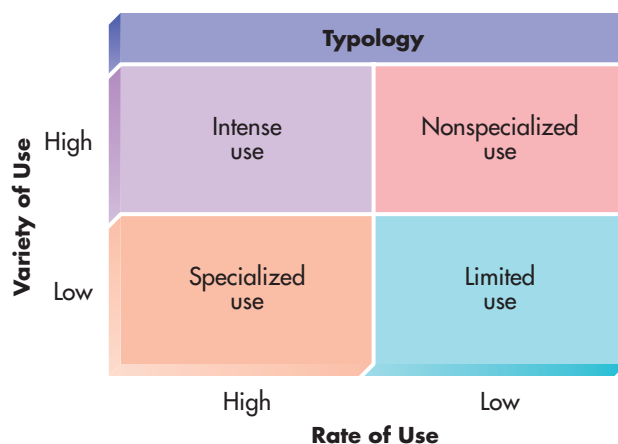 Typology
Variety of Use
High
Intense
use
Nonspecialized
use
Low
Specialized
use
Limited
use
High
Low
Rate of Use